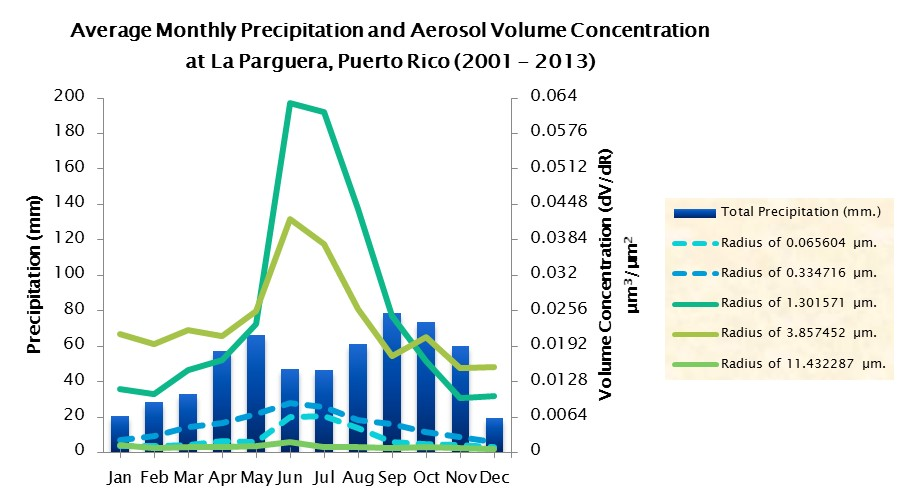 Average Monthly Precipitation and Aerosol Volume Concentration
at La Parguera, Puerto Rico (2001 – 2013)
200
180
160
140
120
100
80
60
40
20
0
Precipitation (mm)
0.064
0.0576
0.0512
0.0448
0.0384
0.032
0.0256
0.0192
0.0128
0.0064
0
Volume Concentration (dV/dR)
µm³/µm²
Jan Feb Mar Apr May Jun Jul Aug Sep Oct Nov Dec
Total Precipitation (mm.)
Radius of 0.065604 µm.
Radius of 0.334716 µm.
Radius of 1.301571 µm.
Radius of 3.857452 µm.
Radius of 11.432287 µm.